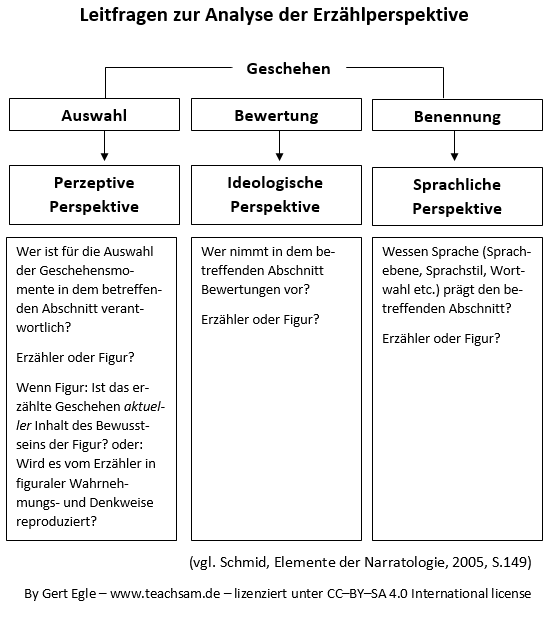 Leitfragen zur Analyse der Erzählperspektive
Geschehen
Auswahl
Bewertung
Benennung
Perzeptive
Perspektive
Ideologische
Perspektive
Sprachliche
Perspektive
Wer ist für die Auswahl
der Geschehensmo-
mente in dem betreffen-
den Abschnitt verant-
wortlich?
Erzähler oder Figur?
Wenn Figur: Ist das er-
zählte Geschehen aktuel-
ler Inhalt des Bewusst-
seins der Figur? oder:
Wird es vom Erzähler in
figuraler Wahrneh-
mungs- und Denkweise
reproduziert?
Wer nimmt in dem be-
treffenden Abschnitt
Bewertungen vor?
Erzähler oder Figur?
Wessen Sprache (Sprach-
ebene, Sprachstil, Wort-
wahl etc.) prägt den be-
treffenden Abschnitt?
Erzähler oder Figur?
(vgl. Schmid, Elemente der Narratologie, 2005, S.149)
By Gert Egle – www.teachsam.de – lizenziert unter CC–BY–SA 4.0 International license